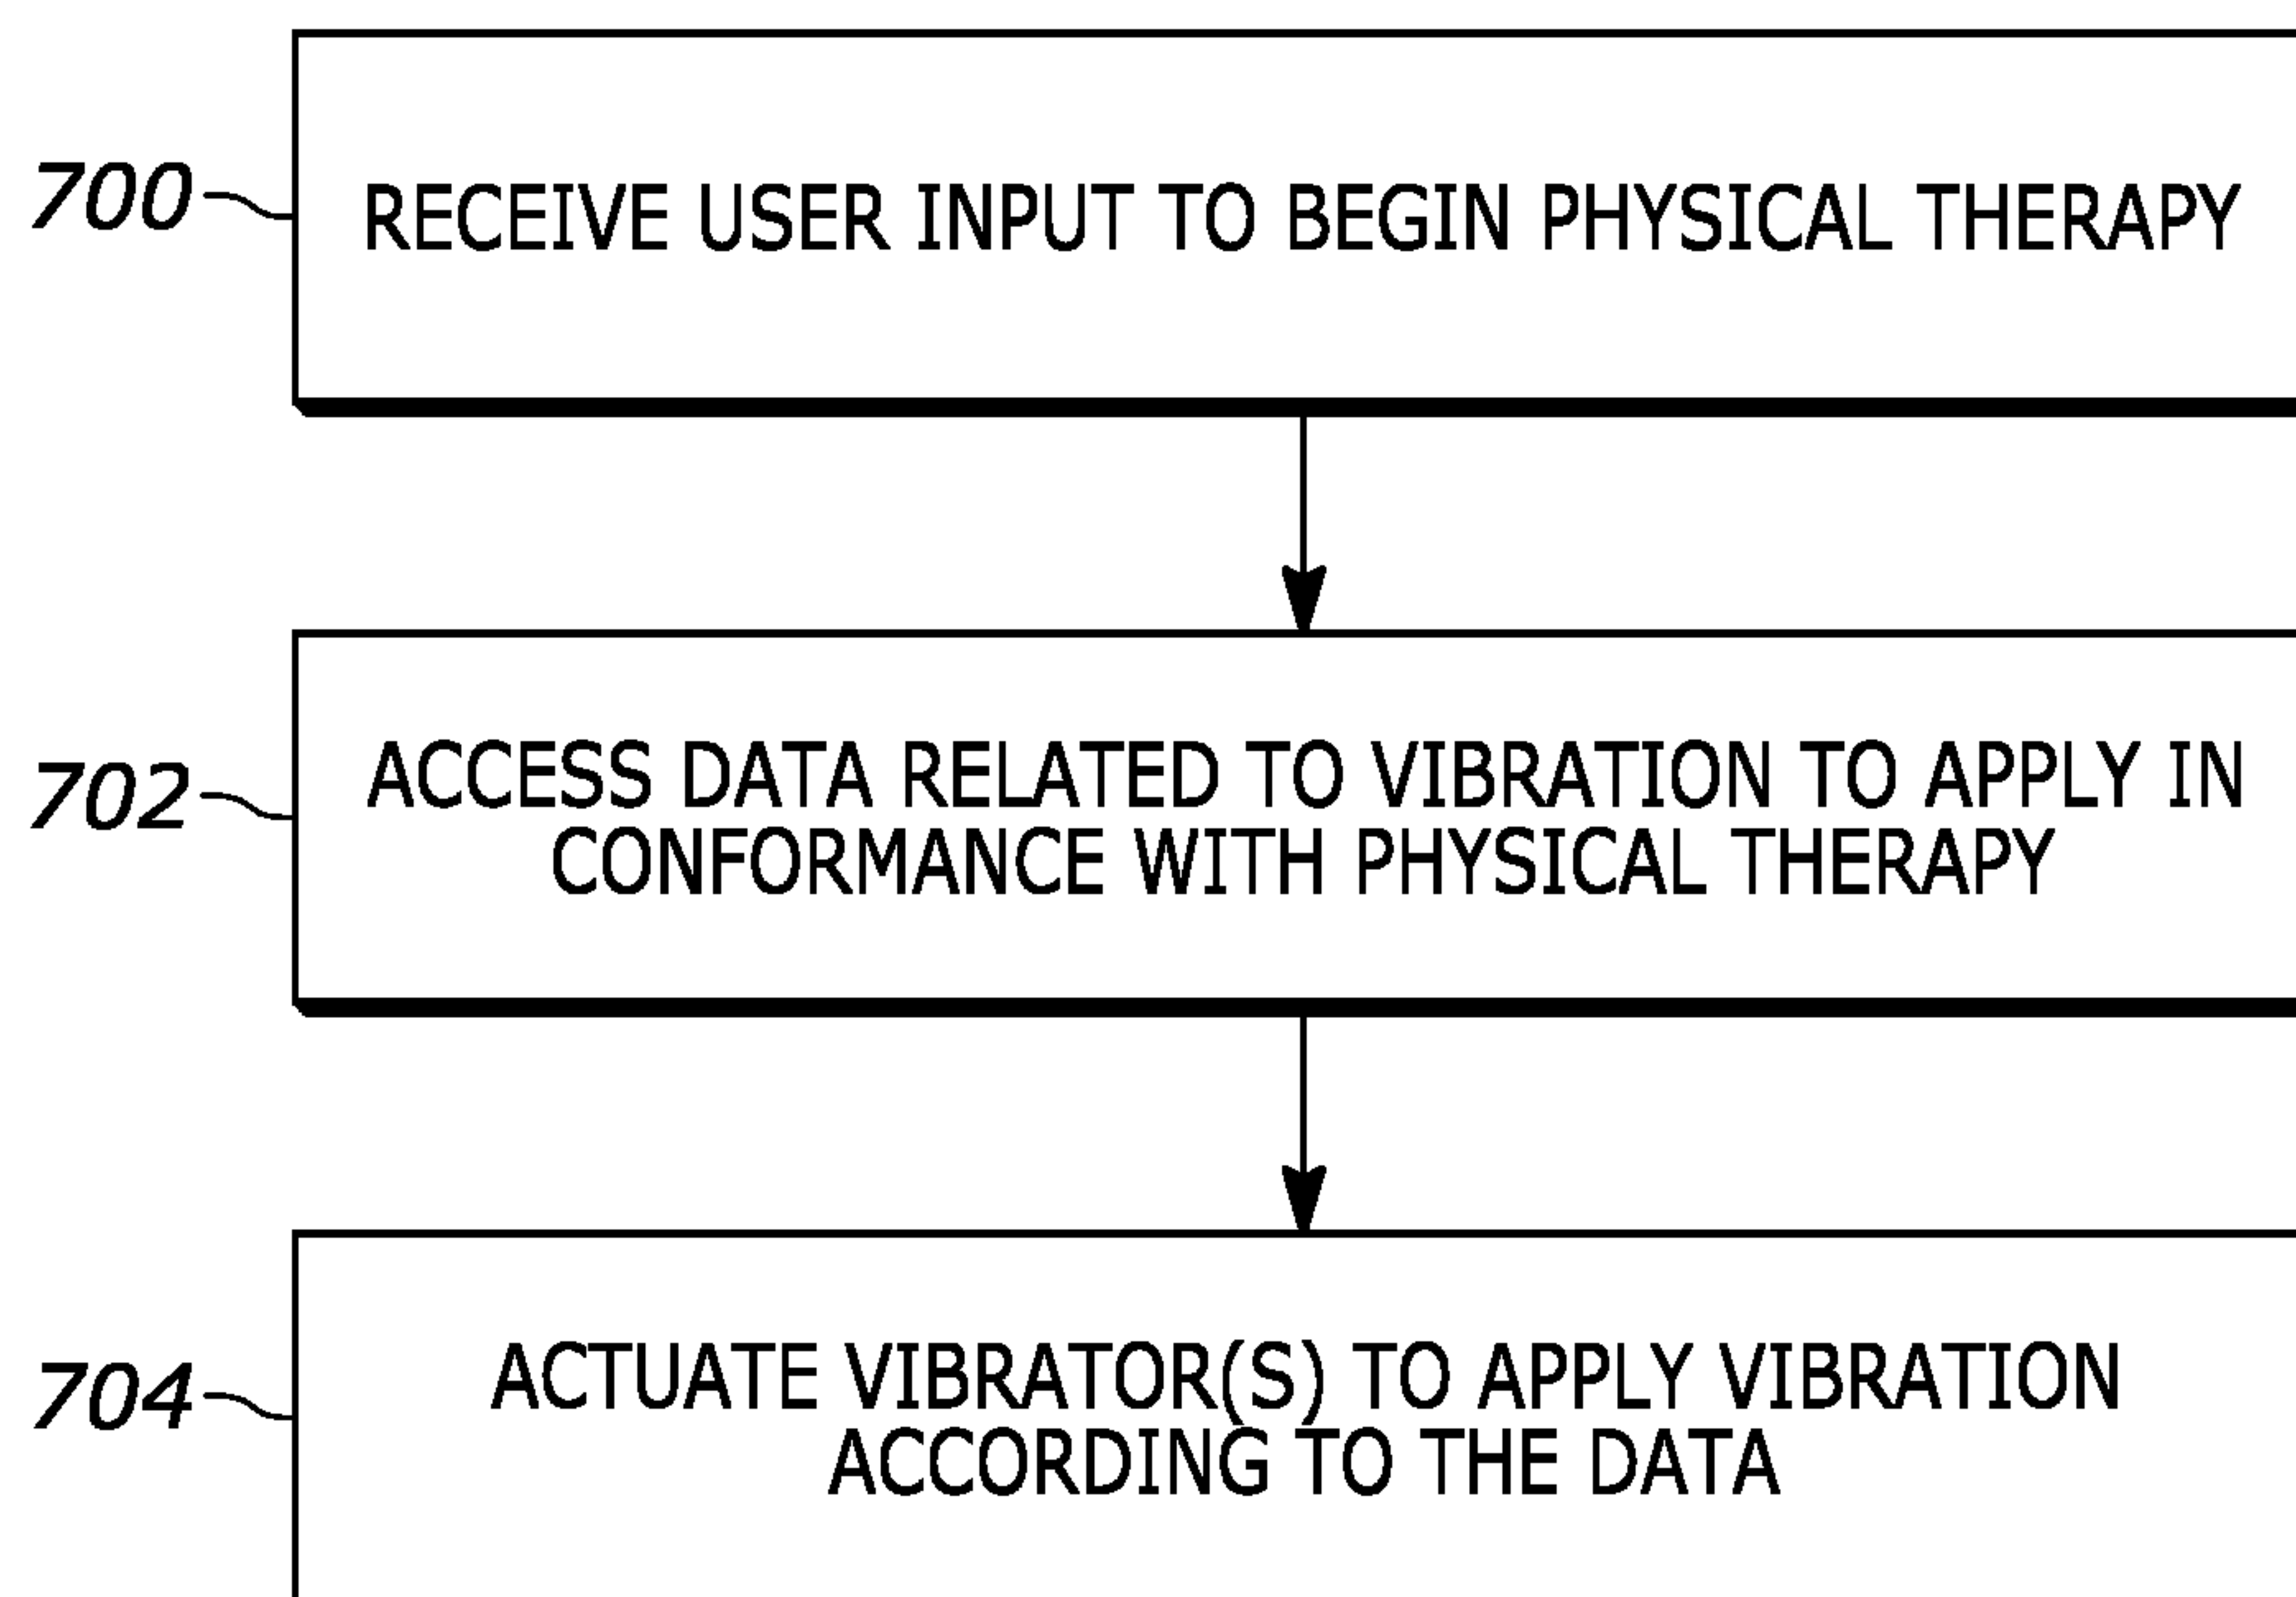 700
RECEIVE USER INPUT TO BEGIN PHYSICAL THERAPY
702
ACCESS DATA RELATED TO VIBRATION TO APPLY IN
CONFORMANCE WITH PHYSICAL THERAPY
704
ACTUATE VIBRATOR(S) TO APPLY VIBRATION
ACCORDING TO THE DATA